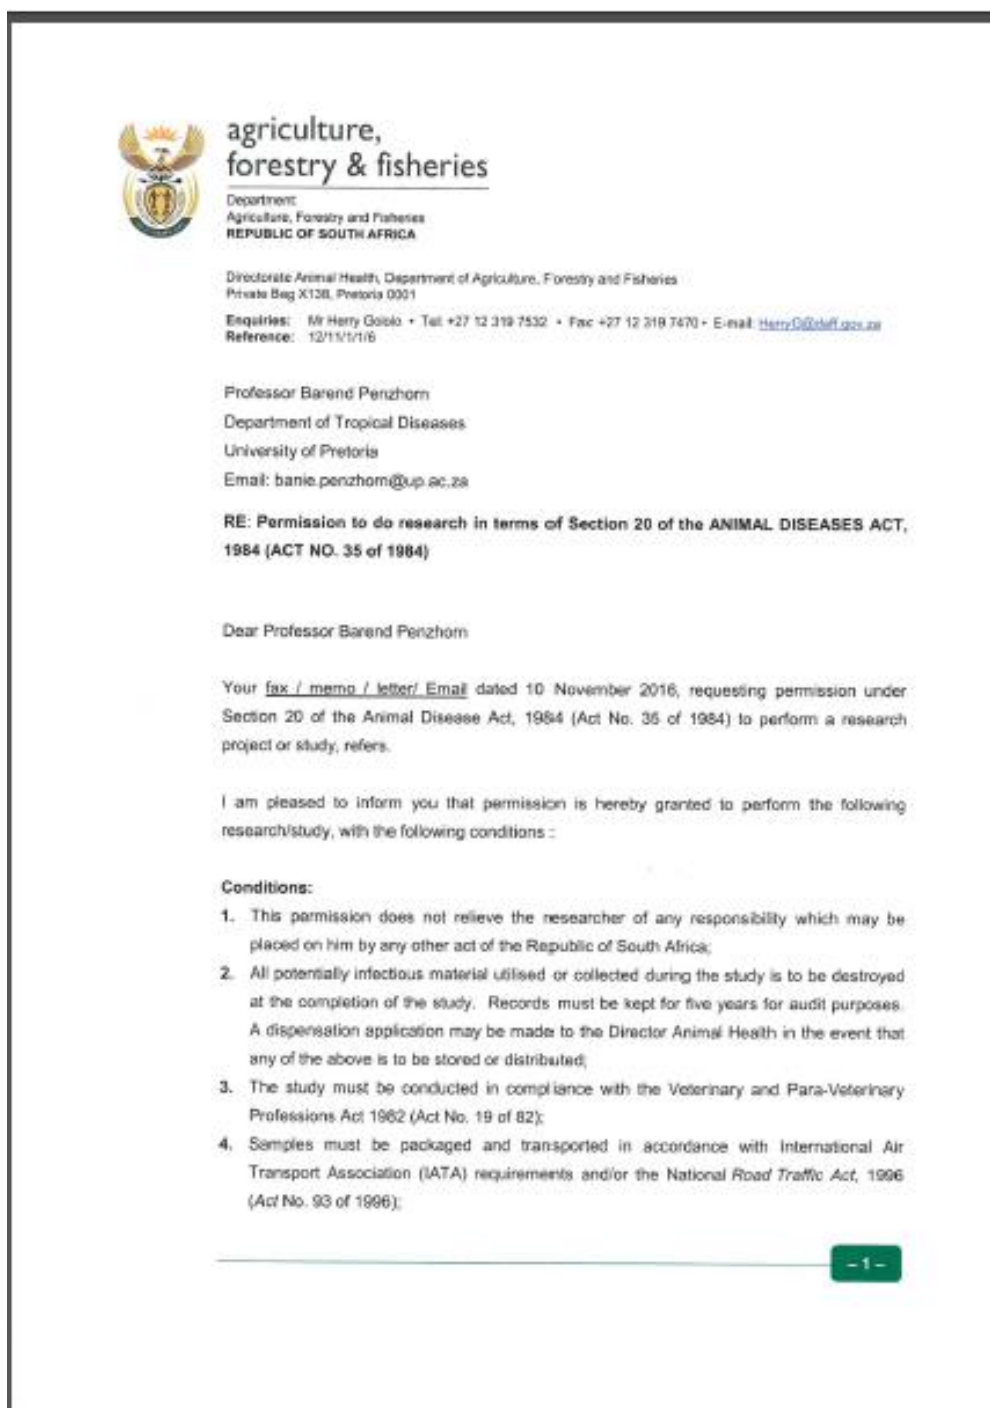 agriculture,
forestry & fisheries
Department:
Agriculture, Forestry and Fisheries
REPUBLIC OF SOUTH AFRICA
Directorate Animal Health, Department of Agriculture, Forestry and Fisheries
Private Bag X138, Pretoria 0001
Enquiries: Mr Herry Gololo • Tel: +27 12 319 7532 • Fax: +27 12 319 7470 • E-mail: HerryG@daff.gov.za
Reference: 12/11/1/1/6
Professor Barend Penzhorn
Department of Tropical Diseases
University of Pretoria
Email: banie.penzhorn@up.ac.za
RE: Permission to do research in terms of Section 20 of the ANIMAL DISEASES ACT,
1984 (ACT NO. 35 of 1984)
Dear Professor Barend Penzhorn
Your fax / memo / letter/ Email dated 10 November 2016, requesting permission under
Section 20 of the Animal Disease Act, 1984 (Act No. 35 of 1984) to perform a research
project or study, refers.
I am pleased to inform you that permission is hereby granted to perform the following
research/study, with the following conditions :
Conditions:
1. This permission does not relieve the researcher of any responsibility which may be
placed on him by any other act of the Republic of South Africa;
2. All potentially infectious material utilised or collected during the study is to be destroyed
at the completion of the study. Records must be kept for five years for audit purposes.
A dispensation application may be made to the Director Animal Health in the event that
any of the above is to be stored or distributed;
3. The study must be conducted in compliance with the Veterinary and Para-Veterinary
Professions Act 1982 (Act No. 19 of 82);
4. Samples must be packaged and transported in accordance with International Air
Transport Association (IATA) requirements and/or the National Road Traffic Act, 1996
(Act No. 93 of 1996);
– 1 –